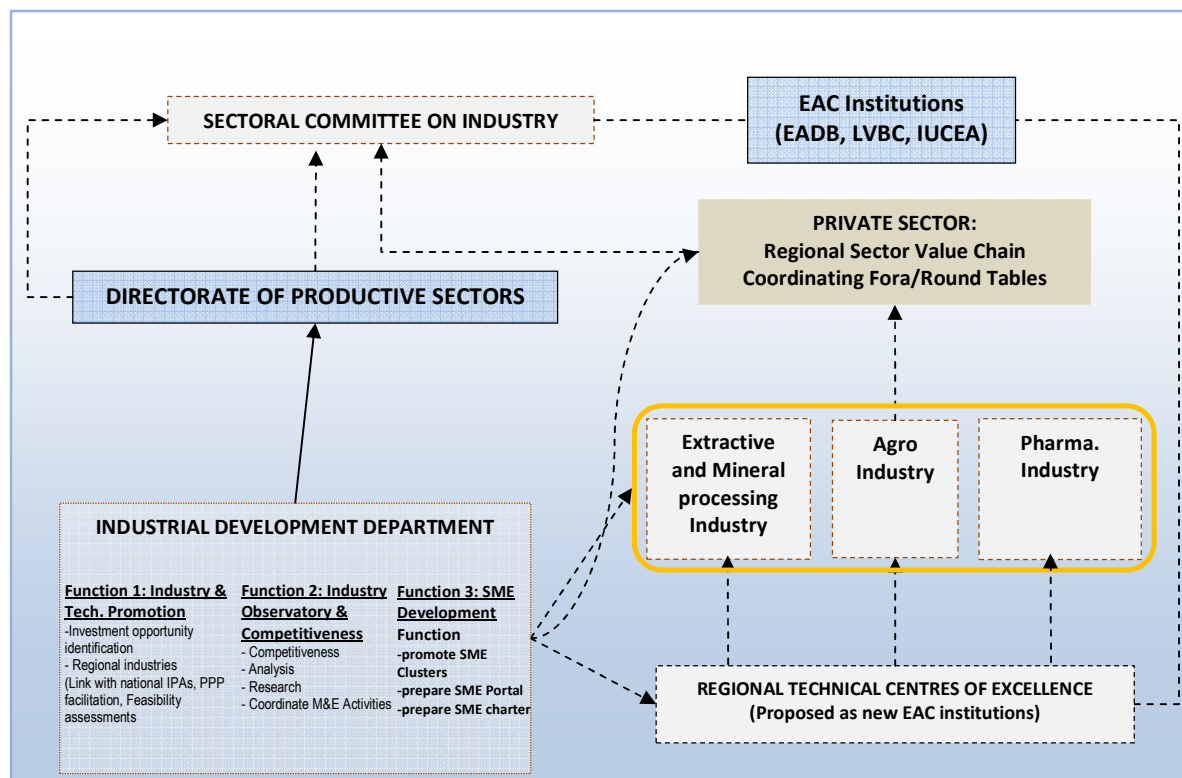 SECTORAL COMMITTEE ON INDUSTRY
EAC Institutions
(EADB, LVBC, IUCEA)
PRIVATE SECTOR:
Regional Sector Value Chain
Coordinating Fora/Round Tables
DIRECTORATE OF PRODUCTIVE SECTORS
Extractive
and Mineral
processing
Industry
Agro
Industry
Pharma.
Industry
INDUSTRIAL DEVELOPMENT DEPARTMENT
Function 1: Industry &
Tech. Promotion
-Investment opportunity
identification
- Regional industries
(Link with national IPAs, PPP
facilitation, Feasibility
assessments
Function 2: Industry
Observatory &
Competitiveness
- Competitiveness
- Analysis
- Research
- Coordinate M&E Activities
Function 3: SME
Development
Function
-promote SME
Clusters
-prepare SME Portal
-prepare SME charter
REGIONAL TECHNICAL CENTRES OF EXCELLENCE
(Proposed as new EAC institutions)